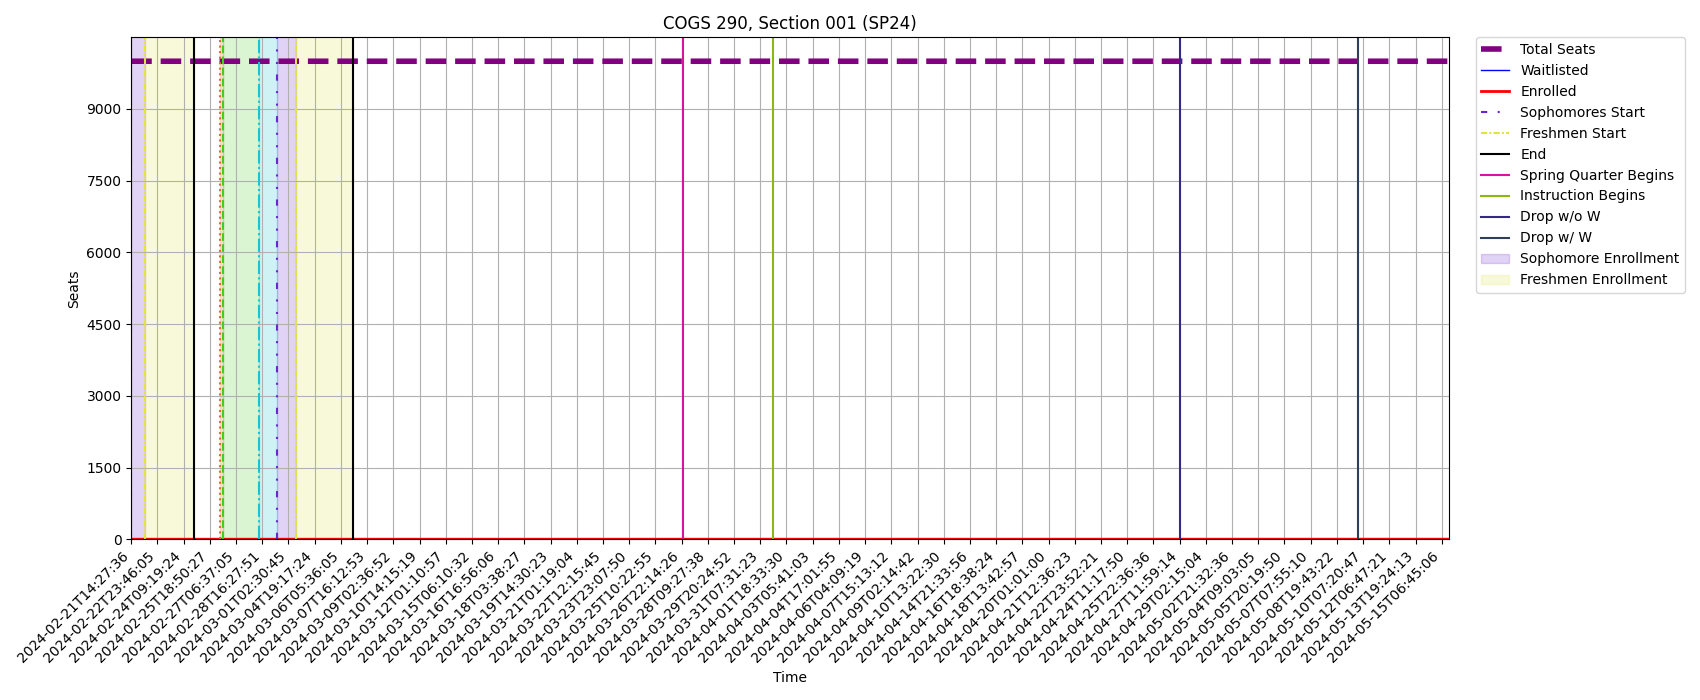 COGS 290, Section 001 (SP24)
Total Seats
Waitlisted
Enrolled
Sophomores Start
Freshmen Start
End
Spring Quarter Begins
Instruction Begins
Drop w/o W
Drop w/ W
Sophomore Enrollment
Freshmen Enrollment
Seats
9000
7500
6000
4500
3000
1500
0
2024-02-21T14:27:36
2024-02-22T23:46:05
2024-02-24T09:19:24
2024-02-25T18:50:27
2024-02-27T06:37:05
2024-02-28T16:27:51
2024-03-01T02:30:45
2024-03-04T19:17:24
2024-03-06T05:36:05
2024-03-07T16:12:53
2024-03-09T02:36:52
2024-03-10T14:15:19
2024-03-12T01:10:57
2024-03-15T06:10:32
2024-03-16T16:56:06
2024-03-18T03:38:27
2024-03-19T14:30:23
2024-03-21T01:19:04
2024-03-22T12:15:45
2024-03-23T23:07:50
2024-03-25T10:22:55
2024-03-26T22:14:26
2024-03-28T09:27:38
2024-03-29T20:24:52
2024-03-31T07:31:23
2024-04-01T18:33:30
2024-04-03T05:41:03
2024-04-04T17:01:55
2024-04-06T04:09:19
2024-04-07T15:13:12
2024-04-09T02:14:42
2024-04-10T13:22:30
2024-04-14T21:33:56
2024-04-16T18:38:24
2024-04-18T13:42:57
2024-04-20T01:01:00
2024-04-21T12:36:23
2024-04-22T23:52:21
2024-04-24T11:17:50
2024-04-25T22:36:36
2024-04-27T11:59:14
2024-04-29T02:15:04
2024-05-02T21:32:36
2024-05-04T09:03:05
2024-05-05T20:19:50
2024-05-07T07:55:10
2024-05-08T19:43:22
2024-05-10T07:20:47
2024-05-12T06:47:21
2024-05-13T19:24:13
2024-05-15T06:45:06
Time